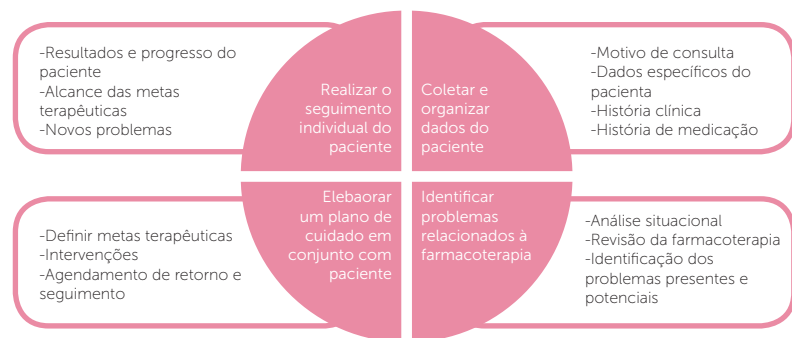 -Resultados e progresso do
paciente
-Alcance das metas
terapêuticas
-Novos problemas
Realizar o
seguimento
individual do
paciente
Coletar e
organizar
dados do
paciente
-Motivo de consulta
-Dados específicos do
pacienta
-História clínica
-História de medicação
-Definir metas terapêuticas
-Intervenções
-Agendamento de retorno e
seguimento
Elebaorar
um plano de
cuidado em
conjunto com
paciente
Identificar
problemas
relacionados à
farmacoterapia
-Análise situacional
-Revisão da farmacoterapia
-Identificação dos
problemas presentes e
potenciais